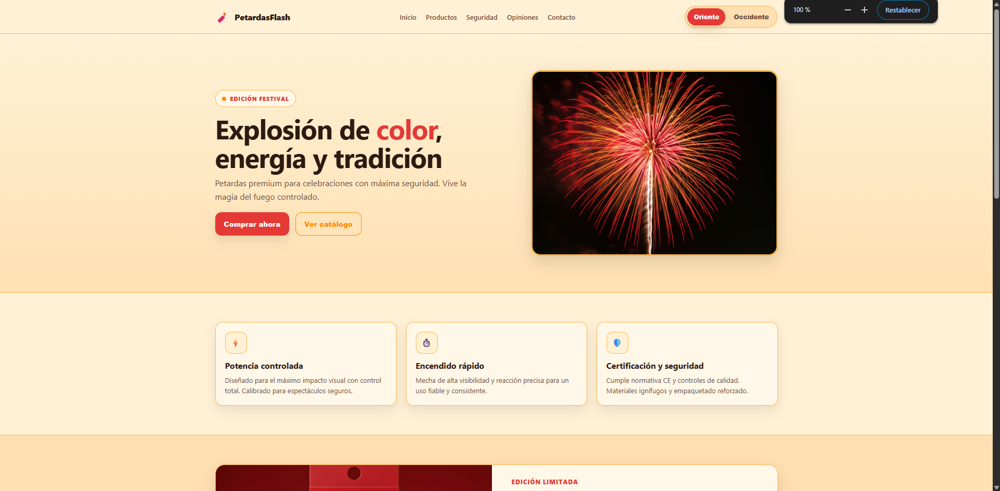 PetardasFlash
Inicio Productos Seguridad Opiniones Contacto
Oriente Occidente
100 % Restablecer
EDICIÓN FESTIVAL
Explosión de color,
energía y tradición
Petardas premium para celebraciones con máxima seguridad. Vive la
magia del fuego controlado.
Comprar ahora Ver catálogo
Potencia controlada
Diseñado para el máximo impacto visual con control
total. Calibrado para espectáculos seguros.
Encendido rápido
Mecha de alta visibilidad y reacción precisa para un
uso fiable y consistente.
Certificación y seguridad
Cumple normativa CE y controles de calidad.
Materiales ignífugos y empaquetado reforzado.
EDICIÓN LIMITADA